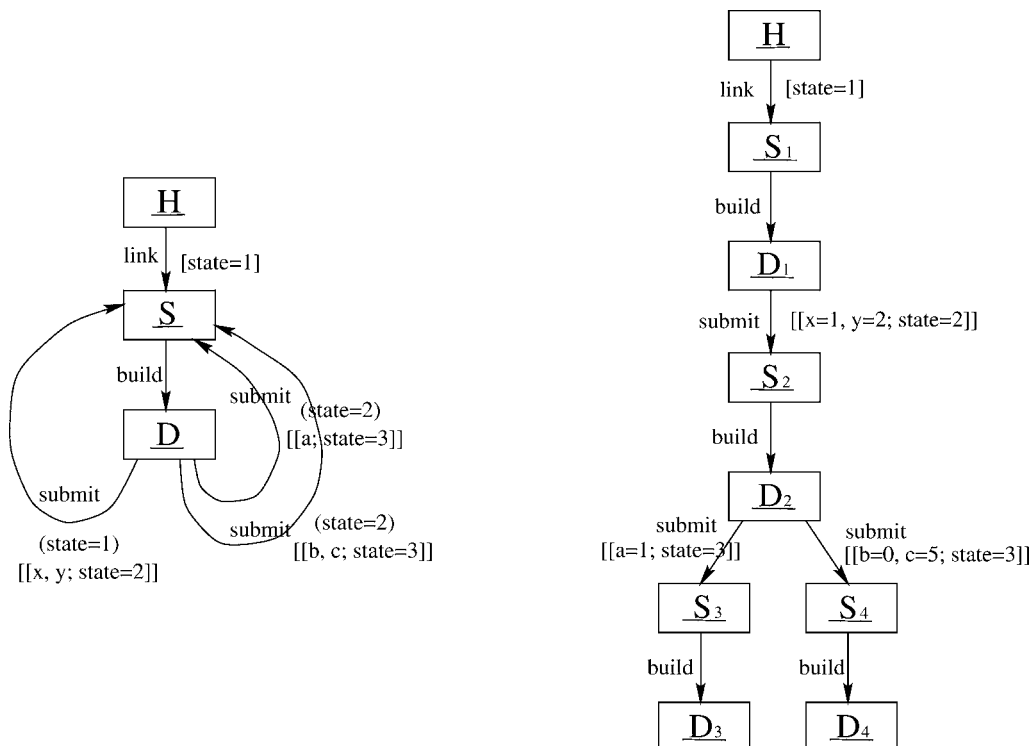 H
link
[state=1]
S
build
submit
(state=2)
[[a; state=3]]
D
submit
(state=1)
[[x, y; state=2]]
submit
(state=2)
[[b, c; state=3]]
H
link
[state=1]
S1
build
D1
submit
[[x=1, y=2; state=2]]
S2
build
D2
submit
[[a=1; state=3]]
submit
[[b=0, c=5; state=3]]
S3
S4
build
build
D3
D4